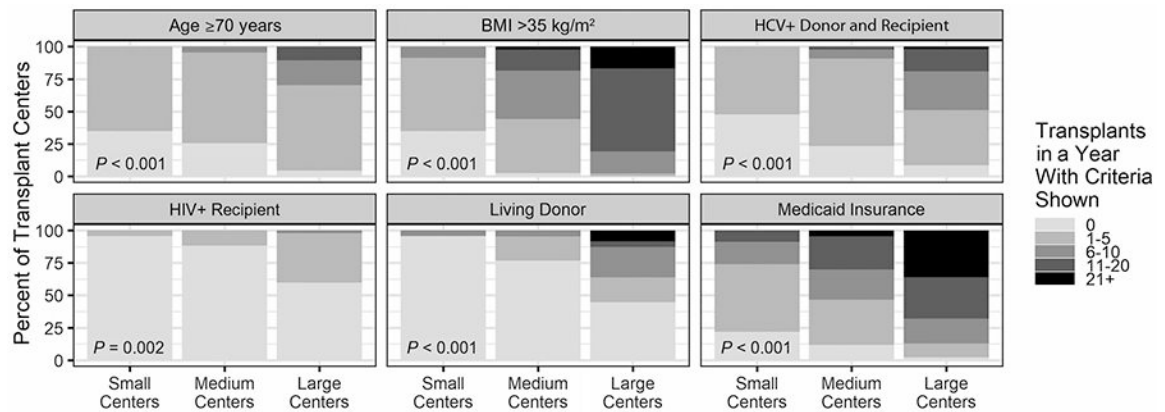 Age ≥70 years
BMI >35 kg/m²
HCV+ Donor and Recipient
Percent of Transplant Centers
100
75
50
25
0
P < 0.001
P < 0.001
P < 0.001
HIV+ Recipient
Living Donor
Medicaid Insurance
100
75
50
25
0
P = 0.002
P < 0.001
P < 0.001
Small
Centers
Medium
Centers
Large
Centers
Small
Centers
Medium
Centers
Large
Centers
Small
Centers
Medium
Centers
Large
Centers
Transplants
in a Year
With Criteria
Shown
0
1-5
6-10
11-20
21+